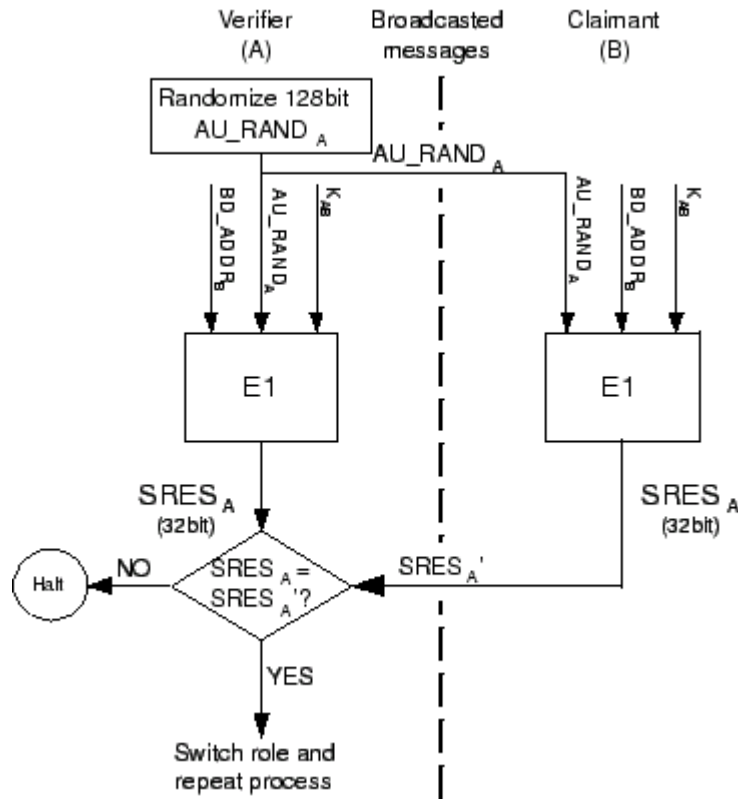 Verifier
(A)
Broadcasted
messages
Claimant
(B)
Randomize 128bit
AU_RAND A
AU_RAND A
BD_ADDR B
AU_RAND A
K AB
AU_RAND A
BD_ADDR B
K AB
E1
E1
SRES A
(32bit)
SRES A
(32bit)
Halt
NO
SRES A =
SRES A'?
SRES A'
YES
Switch role and
repeat process